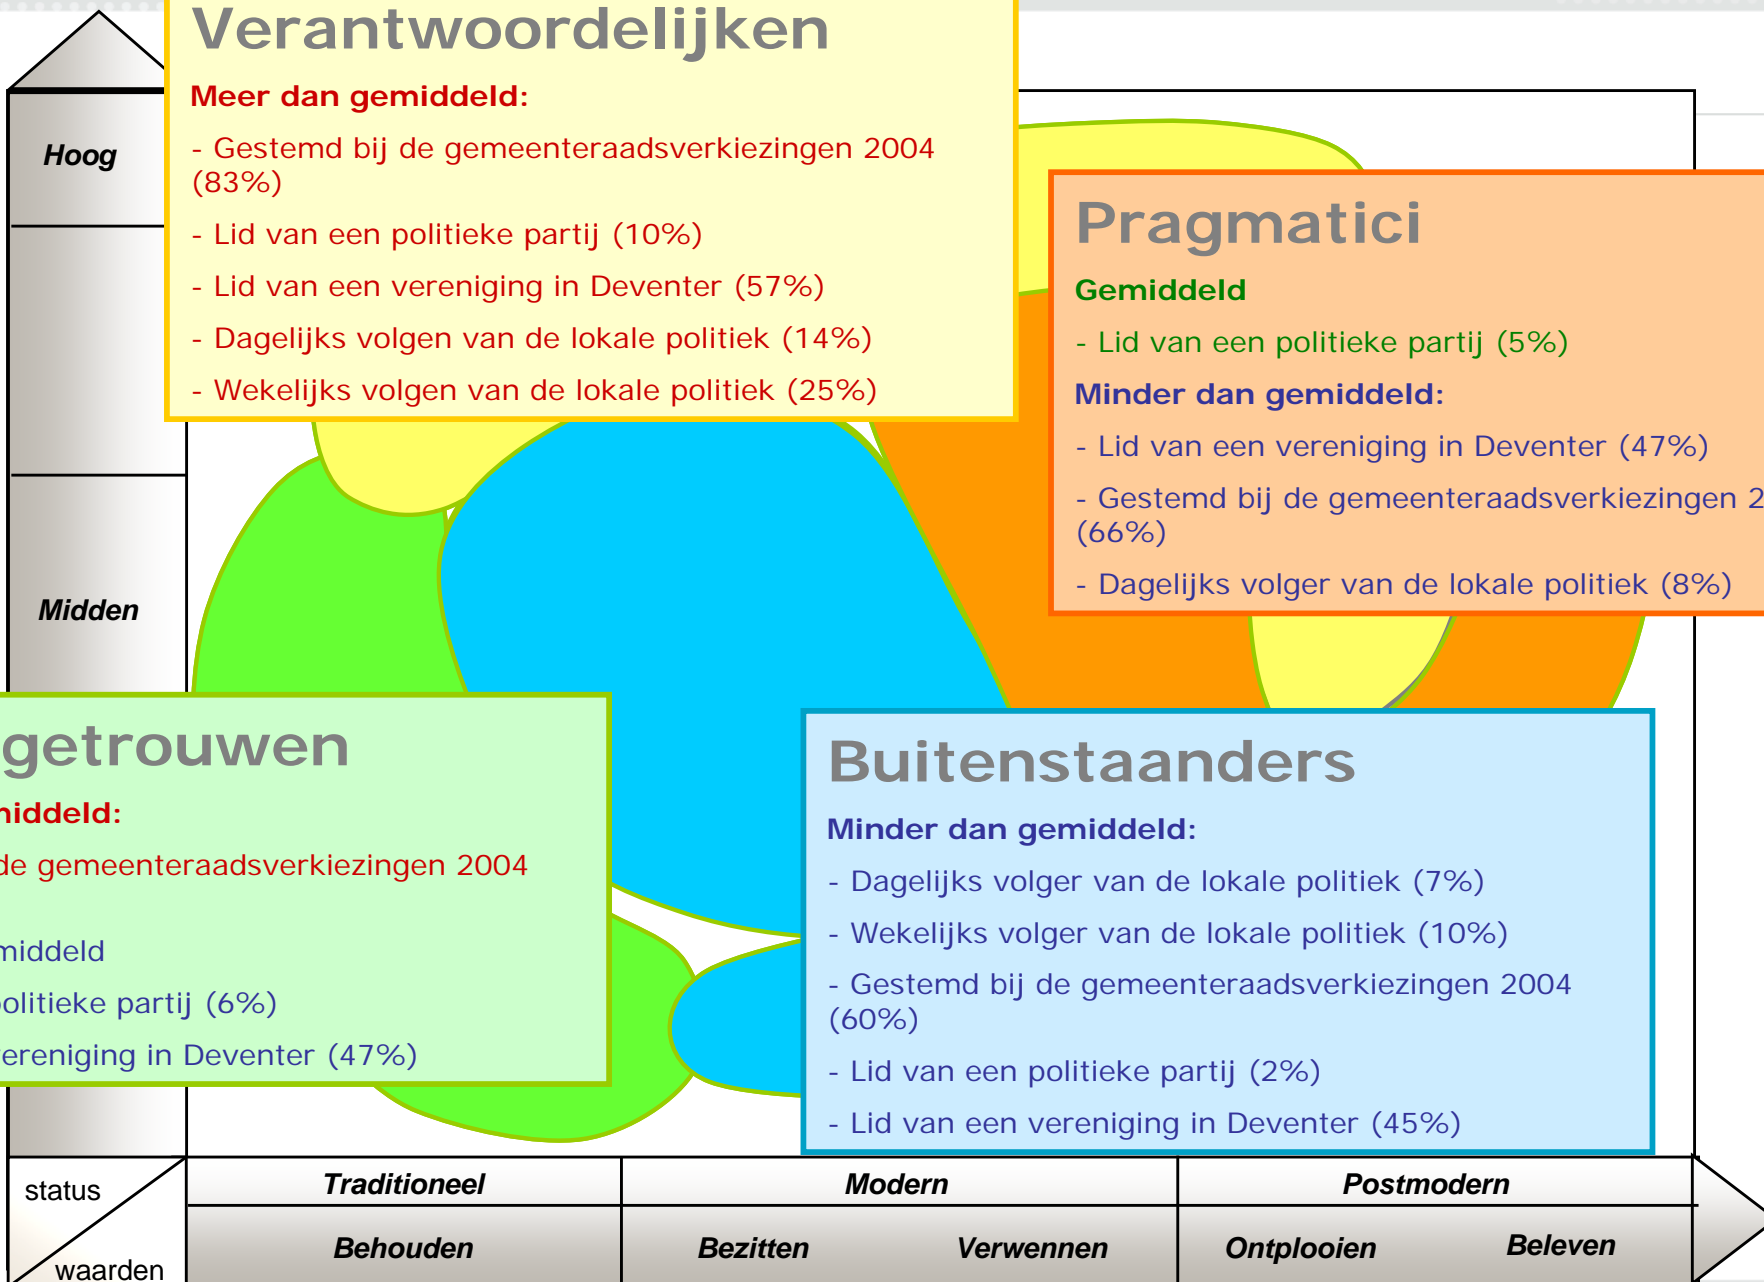 Verantwoordelijken
Meer dan gemiddeld:
- Gestemd bij de gemeenteraadsverkiezingen 2004
(83%)
- Lid van een politieke partij (10%)
- Lid van een vereniging in Deventer (57%)
- Dagelijks volgen van de lokale politiek (14%)
- Wekelijks volgen van de lokale politiek (25%)
Hoog
Pragmatici
Gemiddeld
- Lid van een politieke partij (5%)
Minder dan gemiddeld:
- Lid van een vereniging in Deventer (47%)
- Gestemd bij de gemeenteraadsverkiezingen 2
(66%)
- Dagelijks volger van de lokale politiek (8%)
Midden
getrouwen
middeld:
de gemeenteraadsverkiezingen 2004
middeld
politieke partij (6%)
vereniging in Deventer (47%)
Buitenstaanders
Minder dan gemiddeld:
- Dagelijks volger van de lokale politiek (7%)
- Wekelijks volger van de lokale politiek (10%)
- Gestemd bij de gemeenteraadsverkiezingen 2004
(60%)
- Lid van een politieke partij (2%)
- Lid van een vereniging in Deventer (45%)
status
Traditioneel Modern Postmodern
waarden
Behouden Bezitten Verwennen Ontplooien Beleven